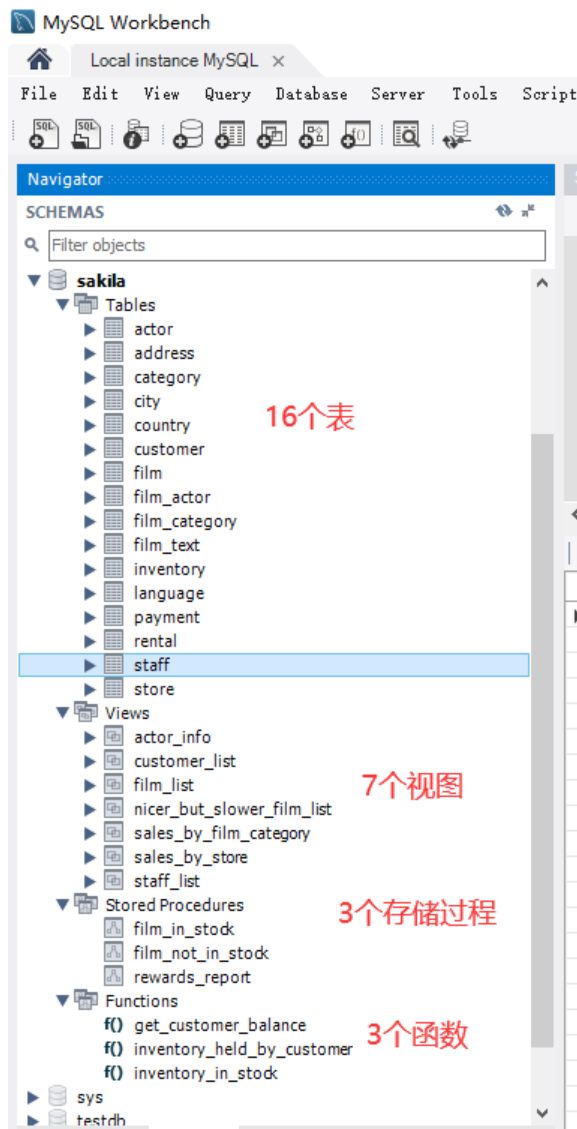 MySQL Workbench
Local instance MySQL ×
File Edit View Query Database Server Tools Script
Navigator
SCHEMAS
Filter objects
sakila
Tables
actor
address
category
city
16个表
country
customer
film
film_actor
film_category
film_text
inventory
language
payment
rental
staff
store
Views
actor_info
customer_list
film_list
7个视图
nicer_but_slower_film_list
sales_by_film_category
sales_by_store
staff_list
Stored Procedures
3个存储过程
film_in_stock
film_not_in_stock
rewards_report
Functions
f() get_customer_balance
3个函数
f() inventory_held_by_customer
f() inventory_in_stock
sys
testdb